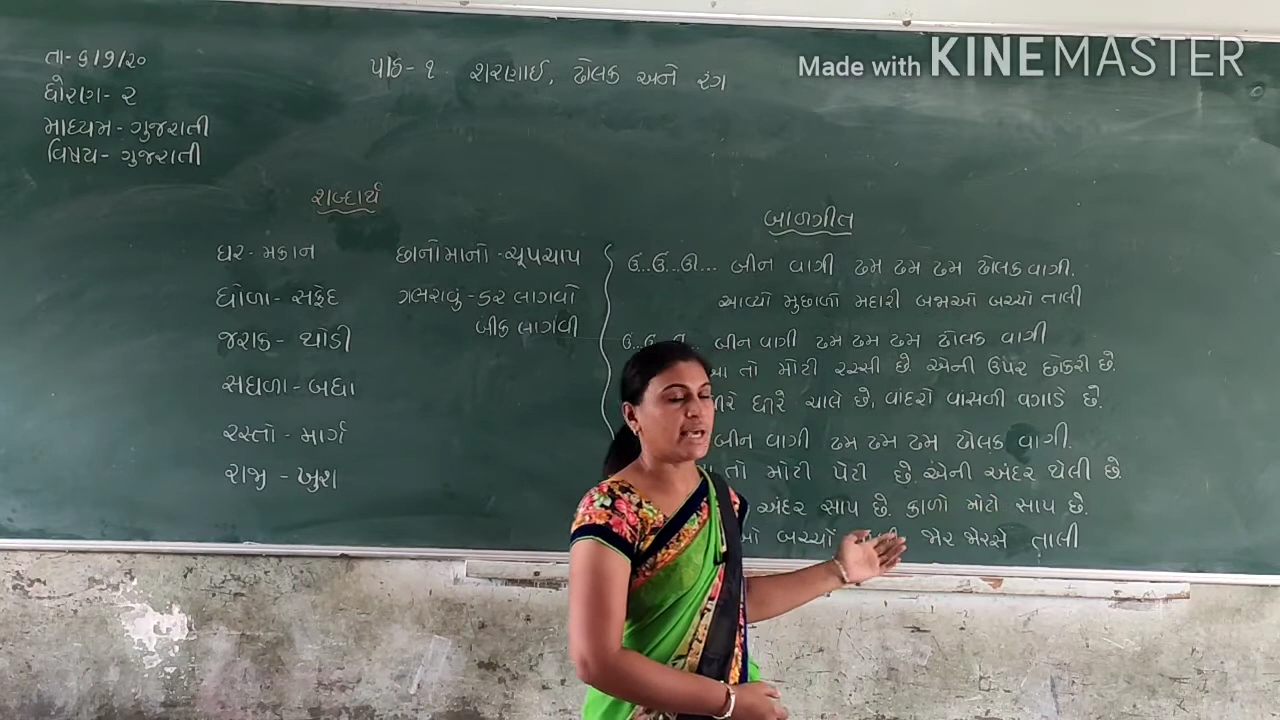 તા-૬/૭/૨૦
ધોરણ- ૨
માધ્યમ - ગુજરાતી
વિષય- ગુજરાતી
પાઠ- ૧. શરણાઈ, ઢોલક અને રંગ
Made with KINEMASTER
શબ્દાર્થ
ઘર - મકાન
ધોળા - સફેદ
જરાક - થોડી
સઘળા - બધા
રસ્તો - માર્ગ
રાજી - ખુશ
છાનોમાનો - ચૂપચાપ
ગભરાવું - ડર લાગવો
બીક લાગવી
બાળગીત
ઉ...ઉ...ઊ... બીન વાગી ઢમ ઢમ ઢમ ઢોલક વાગી.
આવ્યો મુછાળો મદારી બજાઓ બચ્ચો તાલી
બીન વાગી ઢમ ઢમ ઢમ ઢોલક વાગી
તો મોટી રસ્સી છે. એની ઉપર છોકરી છે.
ધીરે ચાલે છે, વાંદરો વાંસળી વગાડે છે.
બીન વાગી ઢમ ઢમ ઢમ ઢોલક વાગી.
તો મોટી પેટી છે. એની અંદર થેલી છે.
અંદર સાપ છે. કાળો મોટો સાપ છે.
બચ્ચોં જોર જોરસે તાલી